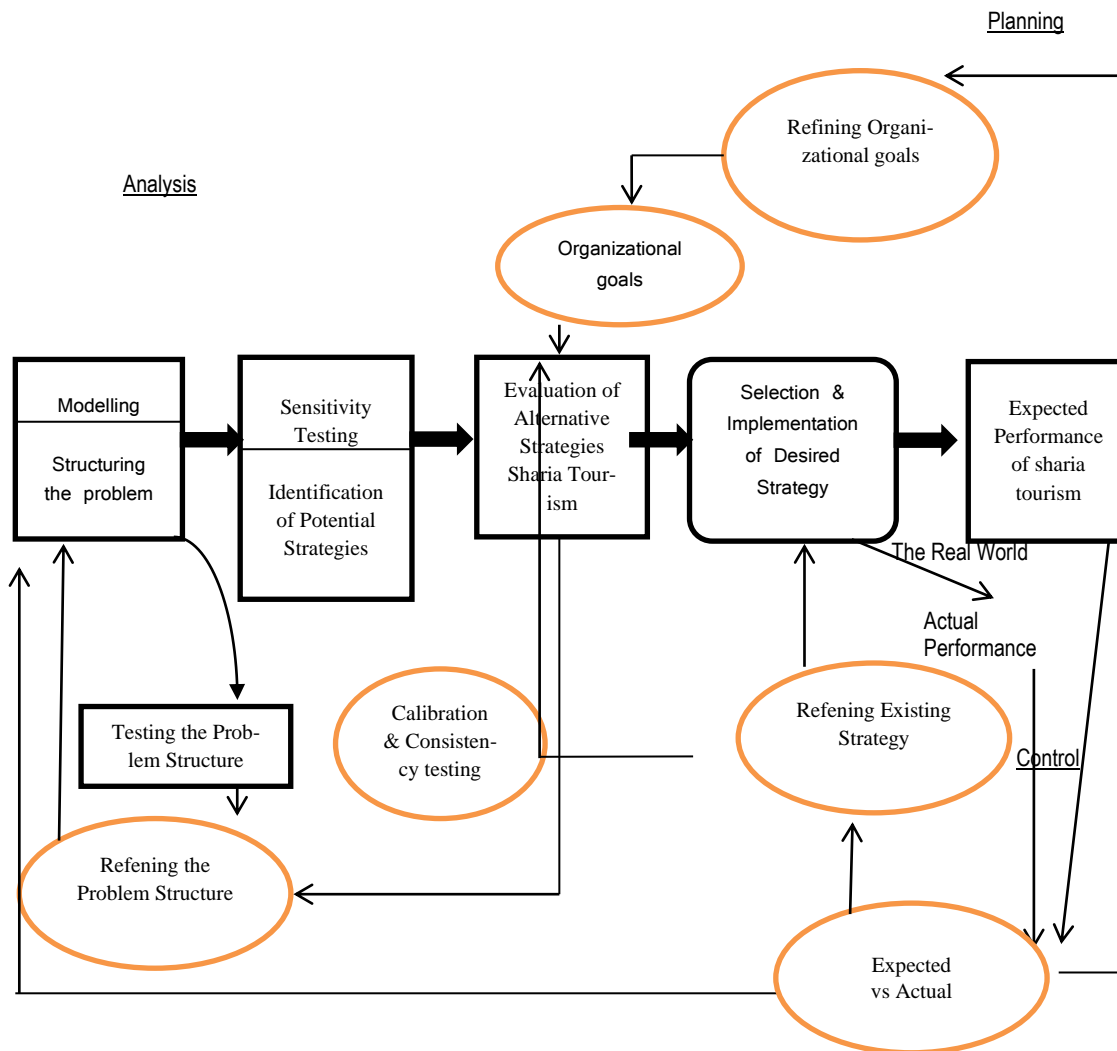 Planning
Refining Organi-
zational goals
Analysis
Organizational
goals
Modelling
Structuring
the problem
Sensitivity
Testing
Identification
of Potential
Strategies
Evaluation of
Alternative
Strategies
Sharia Tour-
ism
Selection &
Implementation
of Desired
Strategy
Expected
Performance
of sharia
tourism
The Real World
Actual
Performance
Calibration
& Consisten-
cy testing
Refening Existing
Strategy
Testing the Prob-
lem Structure
Control
Refening the
Problem Structure
Expected
vs Actual